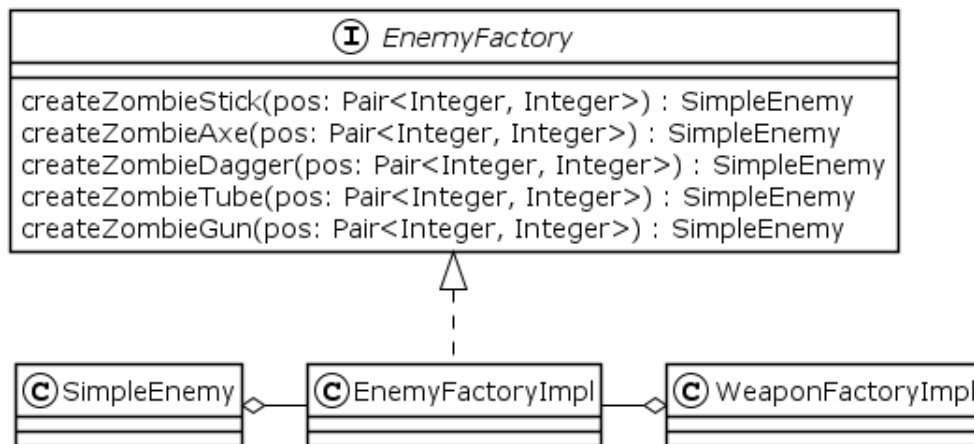 I EnemyFactory
createZombieStick(pos: Pair<Integer, Integer>) : SimpleEnemy
createZombieAxe(pos: Pair<Integer, Integer>) : SimpleEnemy
createZombieDagger(pos: Pair<Integer, Integer>) : SimpleEnemy
createZombieTube(pos: Pair<Integer, Integer>) : SimpleEnemy
createZombieGun(pos: Pair<Integer, Integer>) : SimpleEnemy
C SimpleEnemy
C EnemyFactoryImpl
C WeaponFactoryImpl